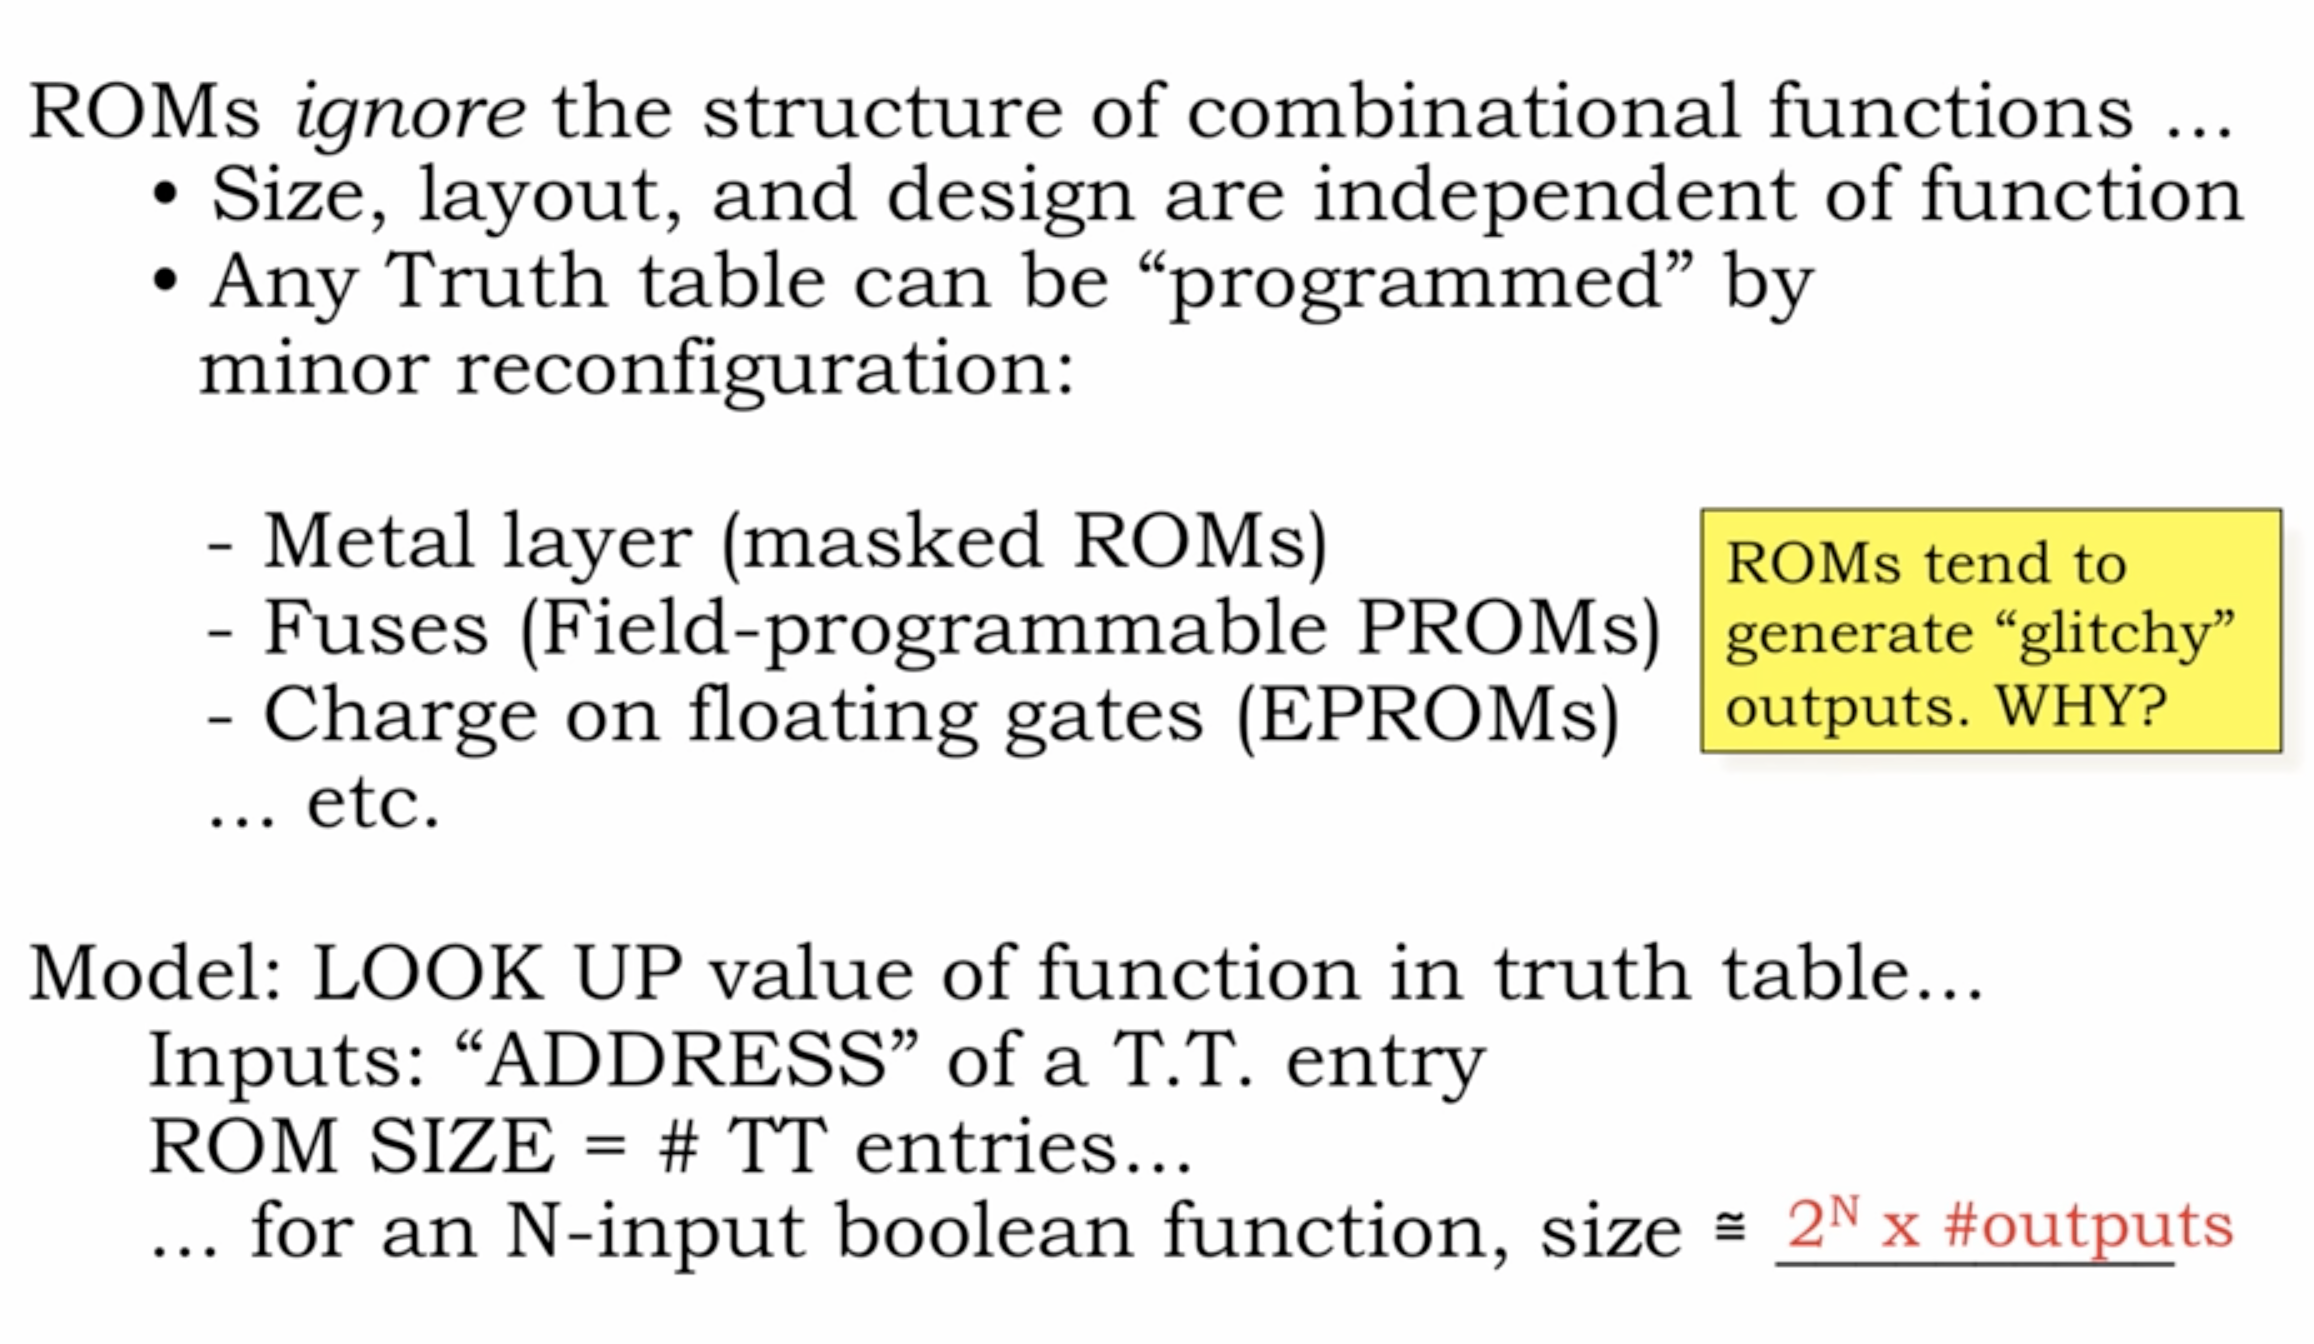 ROMs ignore the structure of combinational functions ...
• Size, layout, and design are independent of function
• Any Truth table can be “programmed” by
minor reconfiguration:
- Metal layer (masked ROMs)
- Fuses (Field-programmable PROMs)
- Charge on floating gates (EPROMs)
... etc.
ROMs tend to
generate “glitchy”
outputs. WHY?
Model: LOOK UP value of function in truth table...
Inputs: “ADDRESS” of a T.T. entry
ROM SIZE = # TT entries...
... for an N-input boolean function, size ≅ 2ᴺ x #outputs